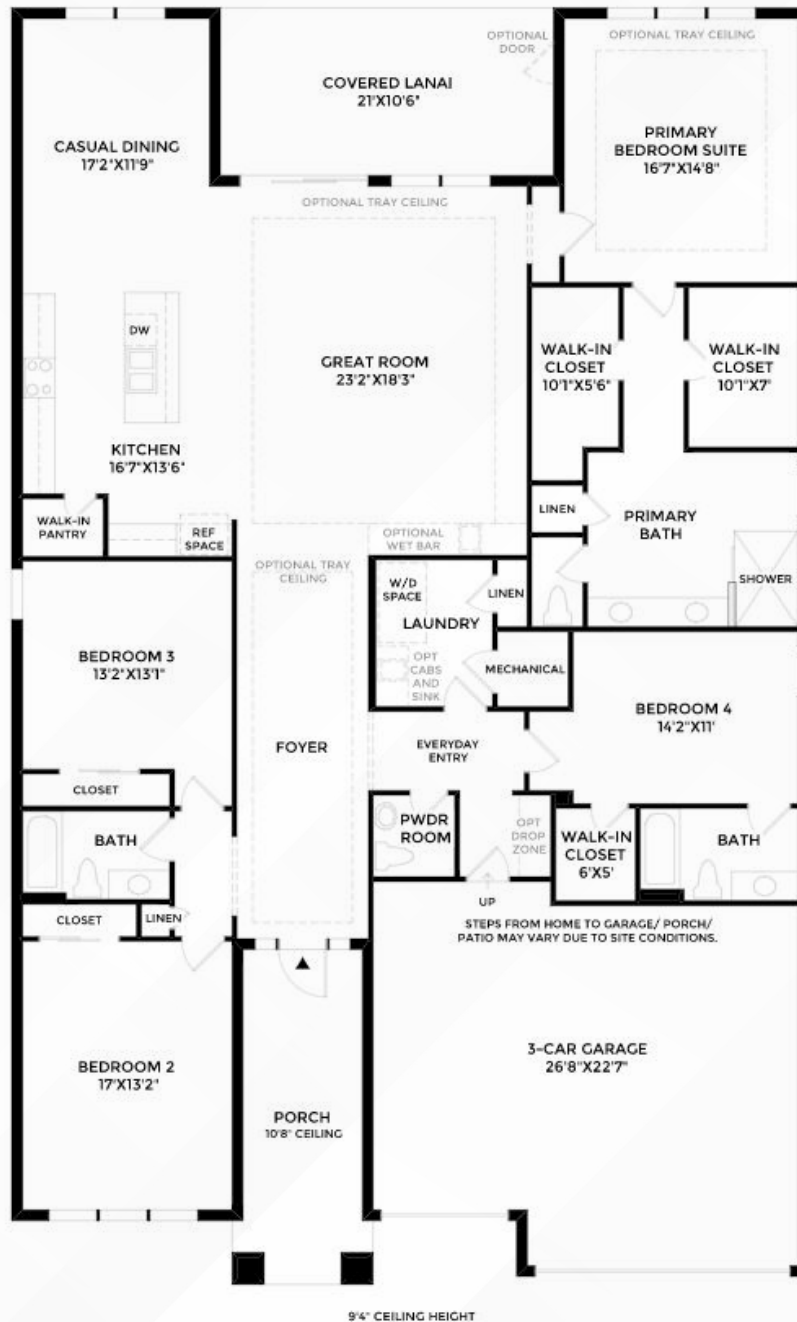 OPTIONAL TRAY CEILING
OPTIONAL
DOOR
COVERED LANAI
21'X10'6"
CASUAL DINING
17'2"X11'9"
PRIMARY
BEDROOM SUITE
16'7"X14'8"
OPTIONAL TRAY CEILING
DW
GREAT ROOM
23'2"X18'3"
WALK-IN
CLOSET
10'1"X5'6"
WALK-IN
CLOSET
10'1"X7'
KITCHEN
16'7"X13'6"
WALK-IN
PANTRY
REF
SPACE
OPTIONAL
WET BAR
LINEN
PRIMARY
BATH
SHOWER
OPTIONAL TRAY
CEILING
W/D
SPACE
LINEN
LAUNDRY
OPT
CABS
AND
SINK
MECHANICAL
BEDROOM 3
13'2"X13'1"
BEDROOM 4
14'2"X11'
FOYER
EVERYDAY
ENTRY
CLOSET
BATH
PWDR
ROOM
OPT
DROP
ZONE
WALK-IN
CLOSET
6'X5'
BATH
UP
CLOSET
LINEN
STEPS FROM HOME TO GARAGE/ PORCH/
PATIO MAY VARY DUE TO SITE CONDITIONS.
3-CAR GARAGE
26'8"X22'7"
BEDROOM 2
17'X13'2"
PORCH
10'8" CEILING
9'4" CEILING HEIGHT